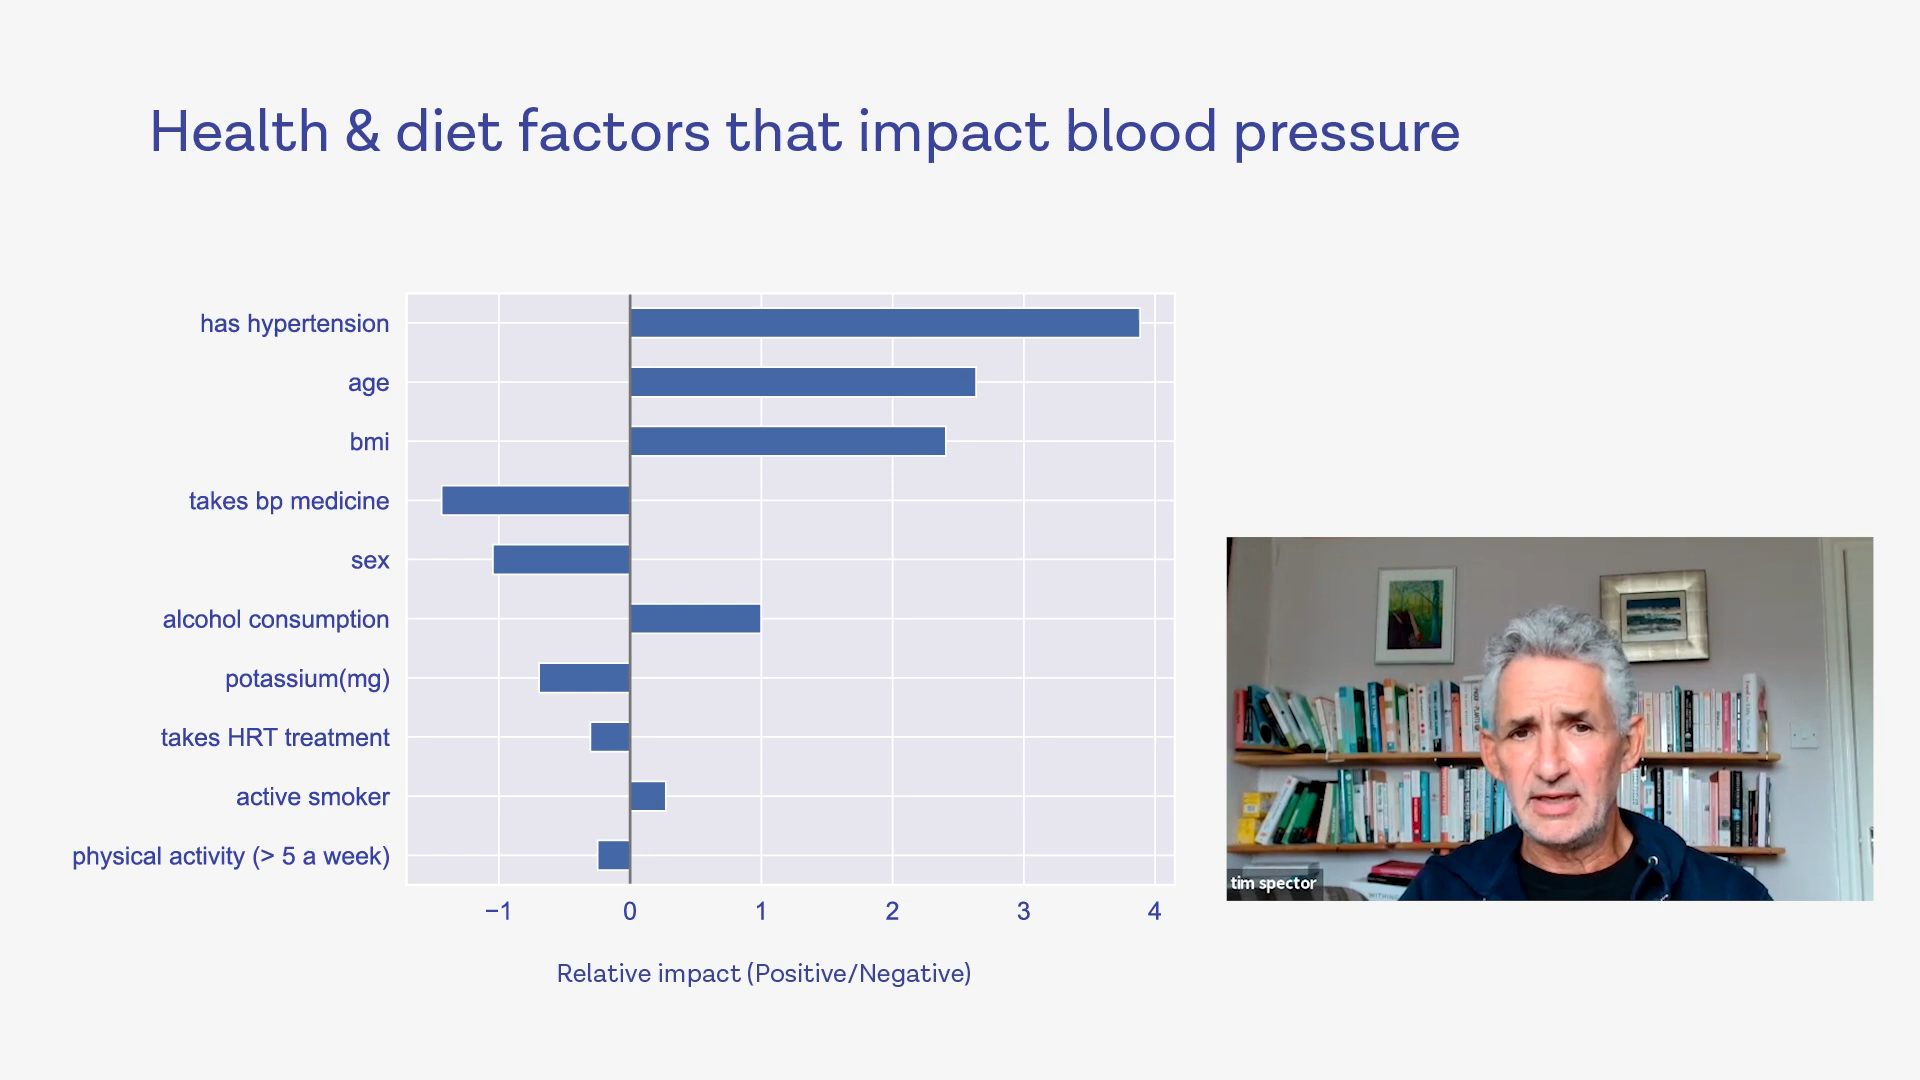 Health & diet factors that impact blood pressure
has hypertension
age
bmi
takes bp medicine
sex
alcohol consumption
potassium(mg)
takes HRT treatment
active smoker
physical activity (> 5 a week)
−1 0 1 2 3 4
Relative impact (Positive/Negative)
tim spector